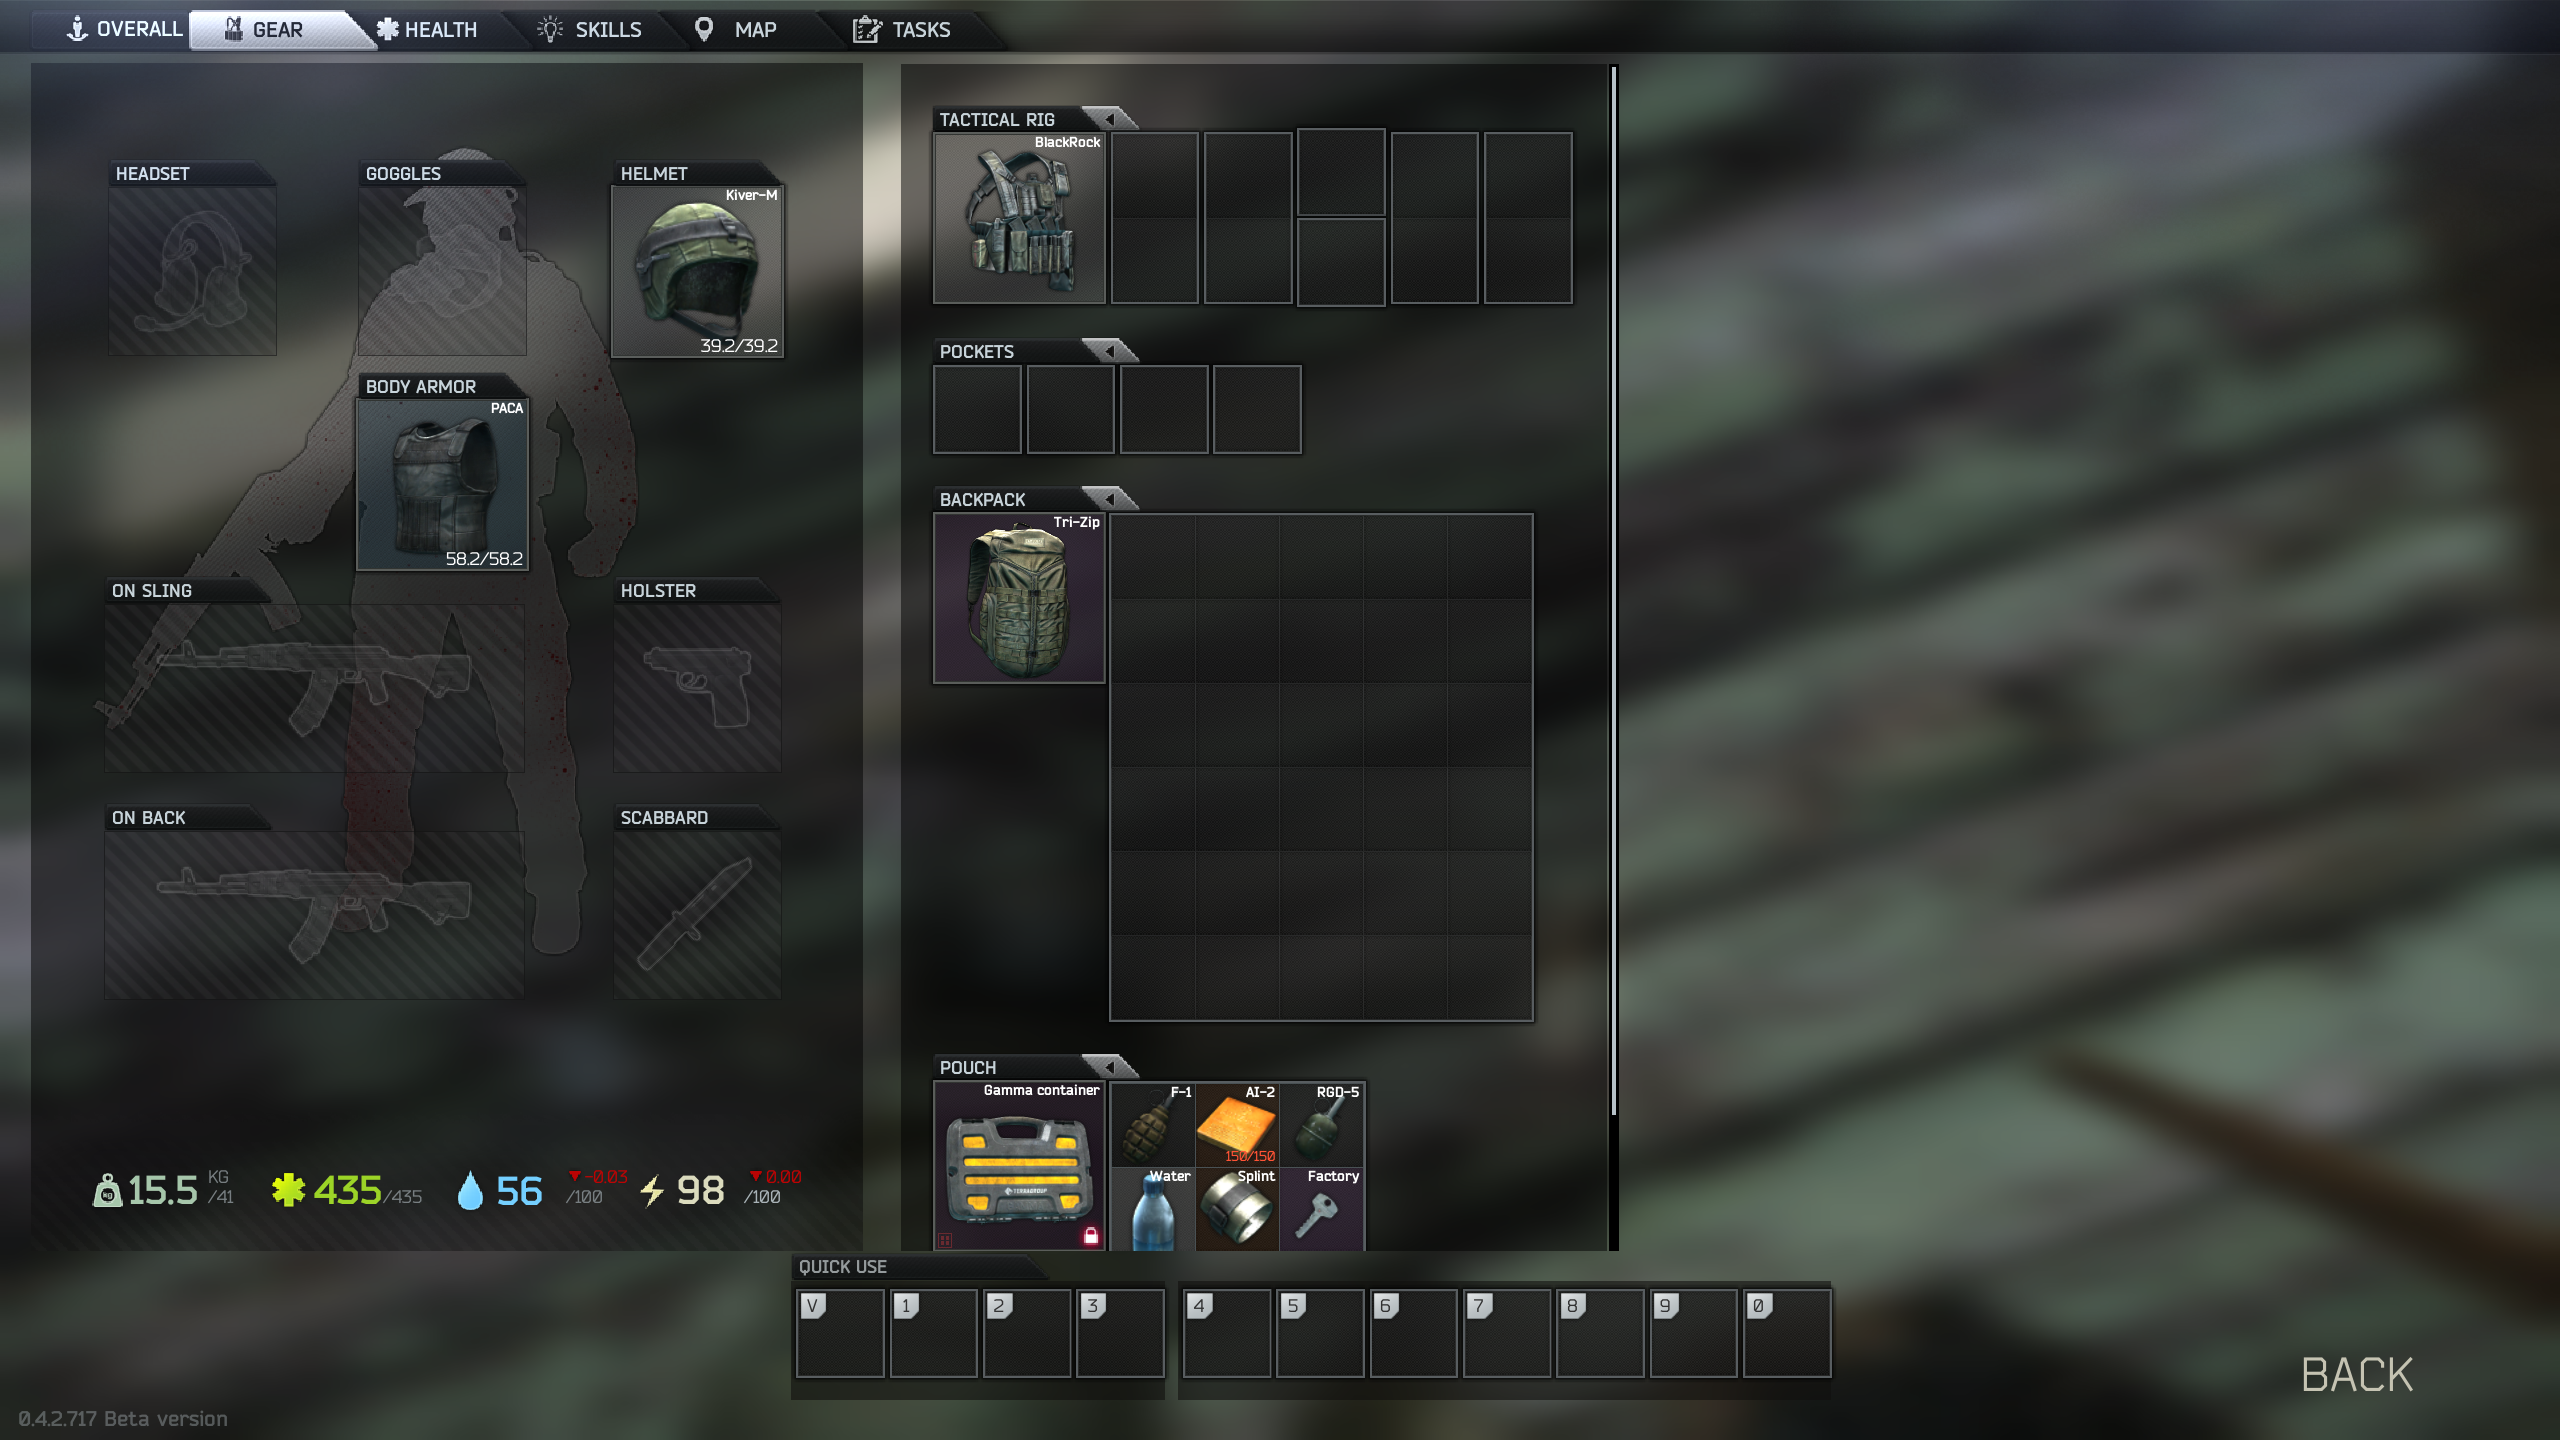 OVERALL
GEAR
HEALTH
SKILLS
MAP
TASKS
HEADSET
GOGGLES
HELMET
Kiver-M
39.2/39.2
BODY ARMOR
PACA
58.2/58.2
ON SLING
HOLSTER
ON BACK
SCABBARD
kg
15.5 KG /41
435/435
56 ▼-0.03 /100
98 ▼0.00 /100
TACTICAL RIG
BlackRock
POCKETS
BACKPACK
Tri-Zip
POUCH
Gamma container
TERRAGROUP
F-1
AI-2
150/150
RGD-5
Water
Splint
Factory
QUICK USE
V 1 2 3 4 5 6 7 8 9 0
BACK
0.4.2.717 Beta version